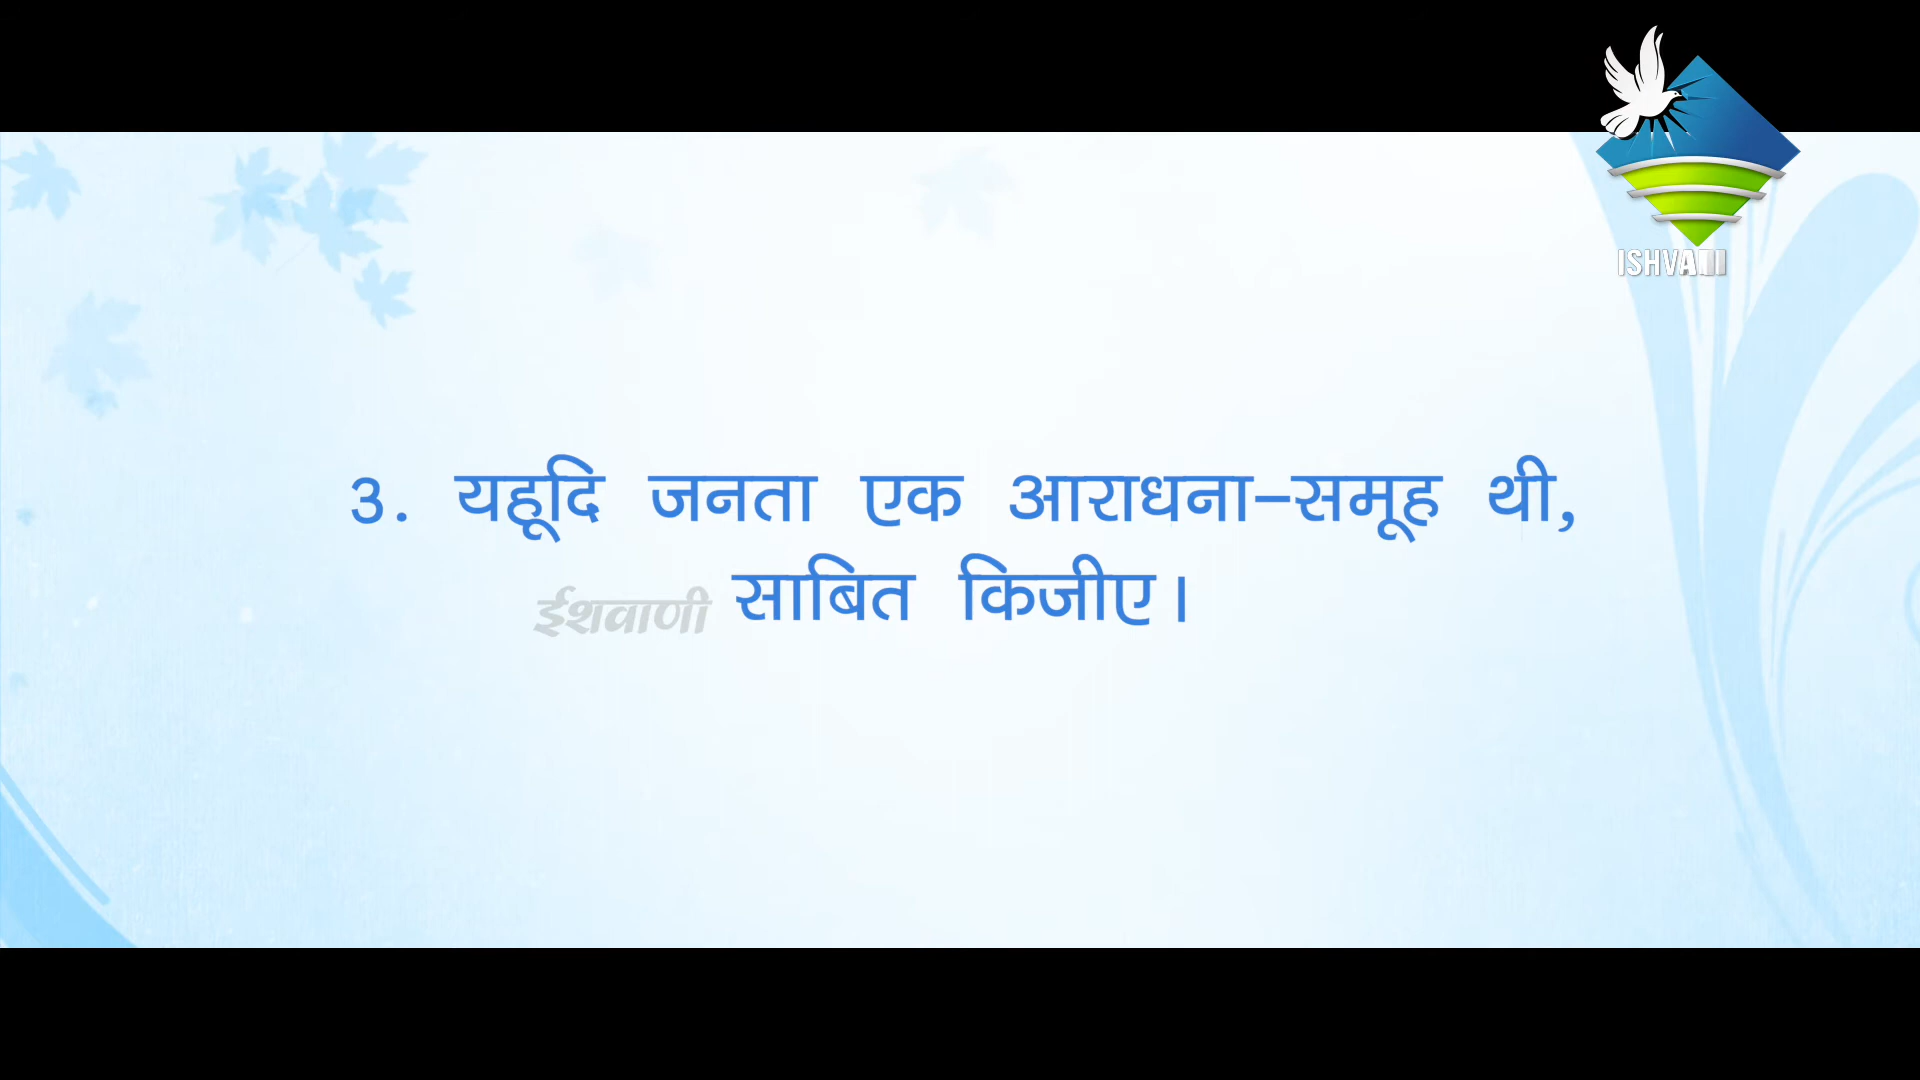 ISHVANI
3. यहूदि जनता एक आराधना-समूह थी,
साबित किजीए।
ईशवाणी